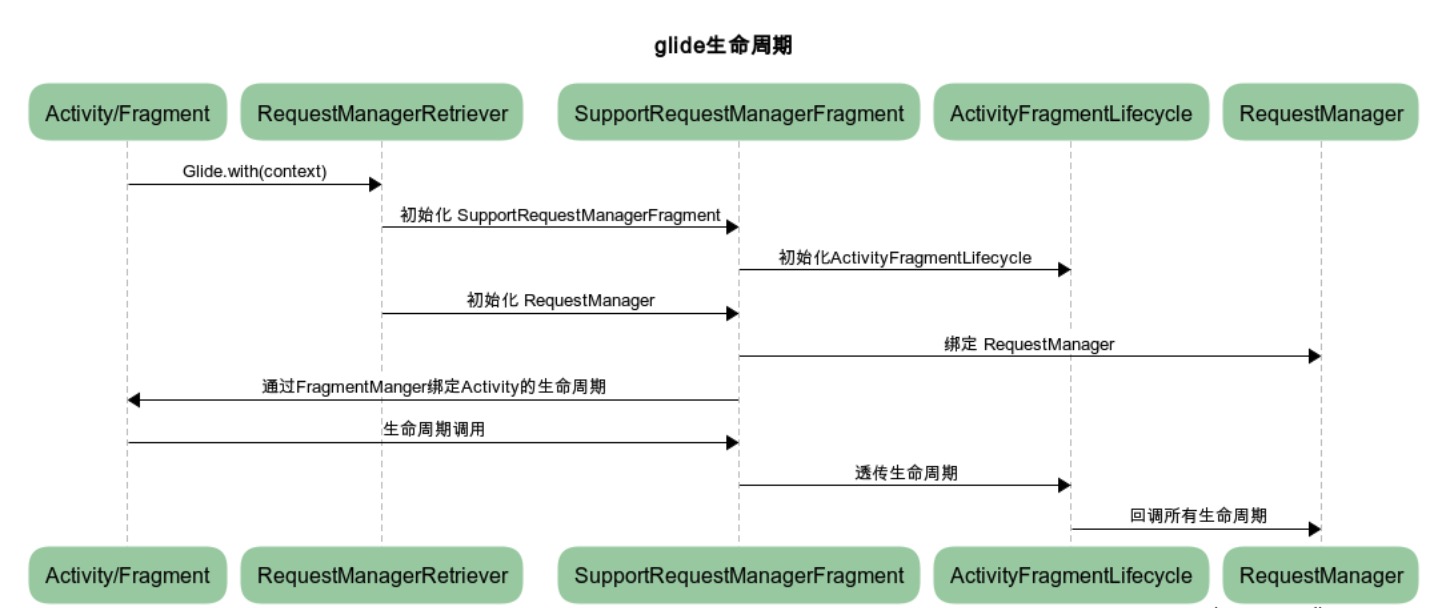 glide生命周期
Activity/Fragment
RequestManagerRetriever
SupportRequestManagerFragment
ActivityFragmentLifecycle
RequestManager
Glide.with(context)
初始化 SupportRequestManagerFragment
初始化ActivityFragmentLifecycle
初始化 RequestManager
绑定 RequestManager
通过FragmentManger绑定Activity的生命周期
生命周期调用
透传生命周期
回调所有生命周期
Activity/Fragment
RequestManagerRetriever
SupportRequestManagerFragment
ActivityFragmentLifecycle
RequestManager